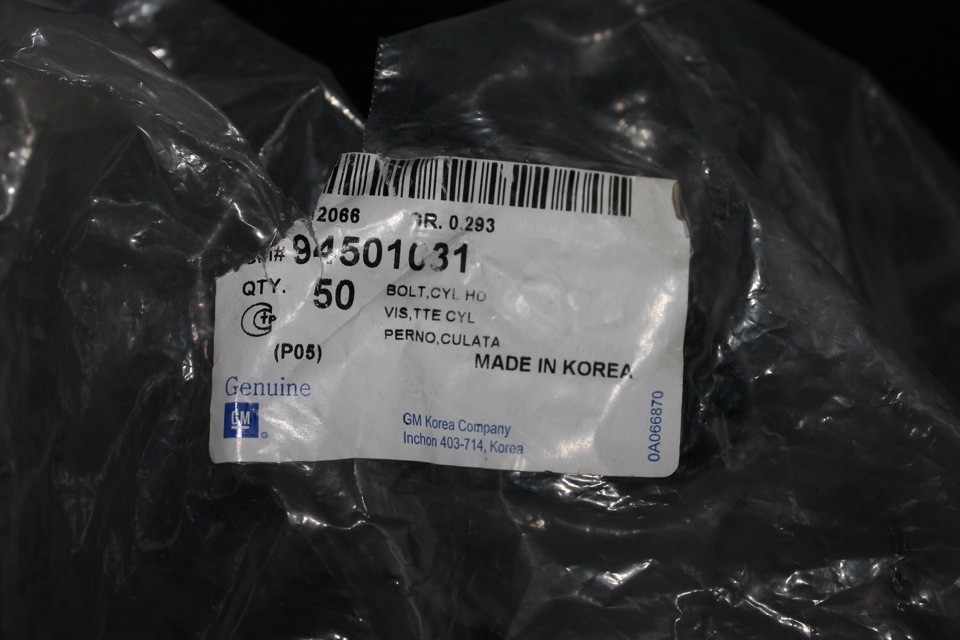 2066 GR. 0.293
94501031
QTY. 50
BOLT,CYL HD
VIS,TTE CYL
PERNO,CULATA
(P05)
MADE IN KOREA
Genuine
GM
GM Korea Company
Inchon 403-714, Korea
0A066870